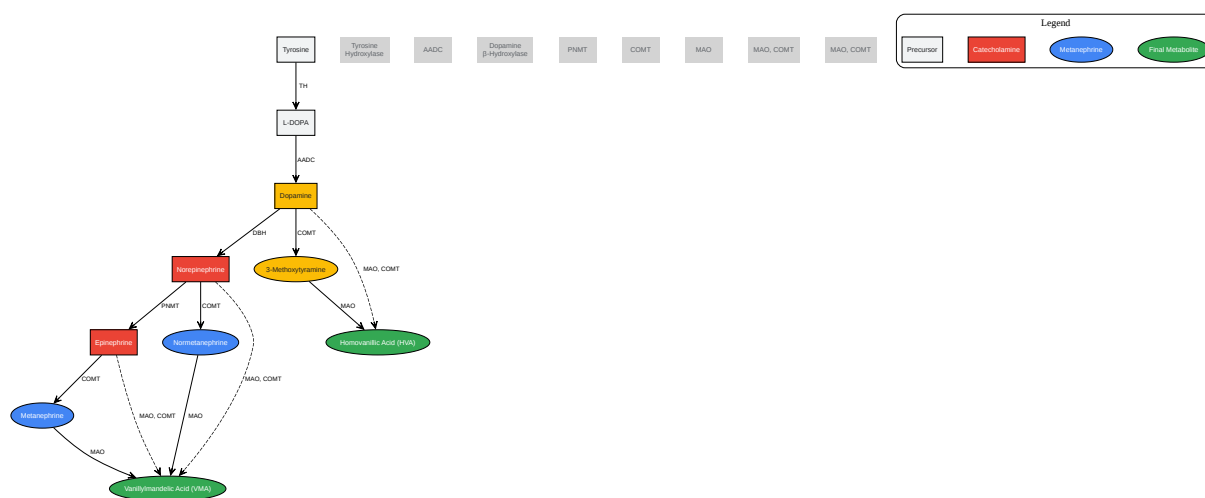 Legend
Tyrosine
Tyrosine
Hydroxylase
AADC
Dopamine
β-Hydroxylase
PNMT
COMT
MAO
MAO, COMT
MAO, COMT
Precursor
Catecholamine
Metanephrine
Final Metabolite
TH
L-DOPA
AADC
Dopamine
DBH
COMT
MAO, COMT
Norepinephrine
3-Methoxytyramine
PNMT
COMT
MAO
Epinephrine
Normetanephrine
Homovanillic Acid (HVA)
COMT
MAO, COMT
Metanephrine
MAO, COMT
MAO
MAO
Vanillylmandelic Acid (VMA)